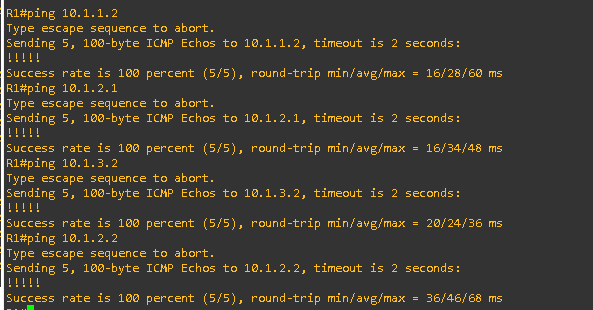 R1#ping 10.1.1.2
Type escape sequence to abort.
Sending 5, 100-byte ICMP Echos to 10.1.1.2, timeout is 2 seconds:
!!!!!
Success rate is 100 percent (5/5), round-trip min/avg/max = 16/28/60 ms
R1#ping 10.1.2.1
Type escape sequence to abort.
Sending 5, 100-byte ICMP Echos to 10.1.2.1, timeout is 2 seconds:
!!!!!
Success rate is 100 percent (5/5), round-trip min/avg/max = 16/34/48 ms
R1#ping 10.1.3.2
Type escape sequence to abort.
Sending 5, 100-byte ICMP Echos to 10.1.3.2, timeout is 2 seconds:
!!!!!
Success rate is 100 percent (5/5), round-trip min/avg/max = 20/24/36 ms
R1#ping 10.1.2.2
Type escape sequence to abort.
Sending 5, 100-byte ICMP Echos to 10.1.2.2, timeout is 2 seconds:
!!!!!
Success rate is 100 percent (5/5), round-trip min/avg/max = 36/46/68 ms